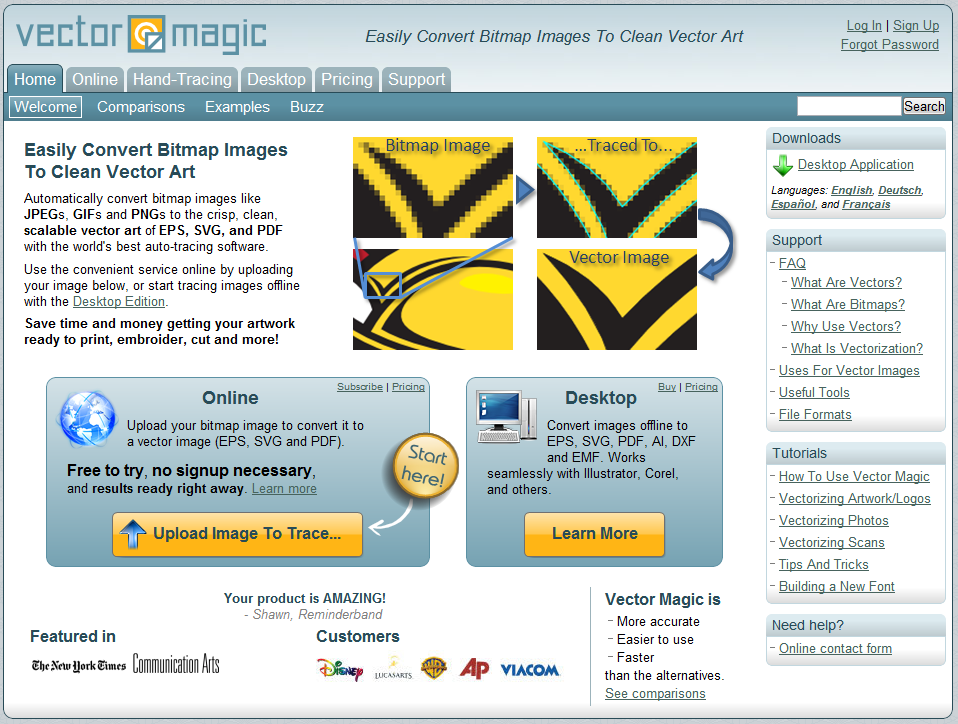 vector magic
Easily Convert Bitmap Images To Clean Vector Art
Log In | Sign Up
Forgot Password
Home Online Hand-Tracing Desktop Pricing Support
Welcome Comparisons Examples Buzz
Search
Easily Convert Bitmap Images
To Clean Vector Art
Automatically convert bitmap images like
JPEGs, GIFs and PNGs to the crisp, clean,
scalable vector art of EPS, SVG, and PDF
with the world's best auto-tracing software.
Use the convenient service online by uploading
your image below, or start tracing images offline
with the Desktop Edition.
Save time and money getting your artwork
ready to print, embroider, cut and more!
Bitmap Image
...Traced To...
Vector Image
Subscribe | Pricing
Online
Upload your bitmap image to convert it to
a vector image (EPS, SVG and PDF).
Free to try, no signup necessary,
and results ready right away. Learn more
Start
here!
Upload Image To Trace...
Buy | Pricing
Desktop
Convert images offline to
EPS, SVG, PDF, AI, DXF
and EMF. Works
seamlessly with Illustrator, Corel,
and others.
Learn More
Your product is AMAZING!
- Shawn, Reminderband
Featured in
The New York Times Communication Arts
Customers
Disney LUCASARTS WB AP VIACOM
Vector Magic is
- More accurate
- Easier to use
- Faster
than the alternatives.
See comparisons
Downloads
Desktop Application
Languages: English, Deutsch,
Español, and Français
Support
- FAQ
- What Are Vectors?
- What Are Bitmaps?
- Why Use Vectors?
- What Is Vectorization?
- Uses For Vector Images
- Useful Tools
- File Formats
Tutorials
- How To Use Vector Magic
- Vectorizing Artwork/Logos
- Vectorizing Photos
- Vectorizing Scans
- Tips And Tricks
- Building a New Font
Need help?
- Online contact form